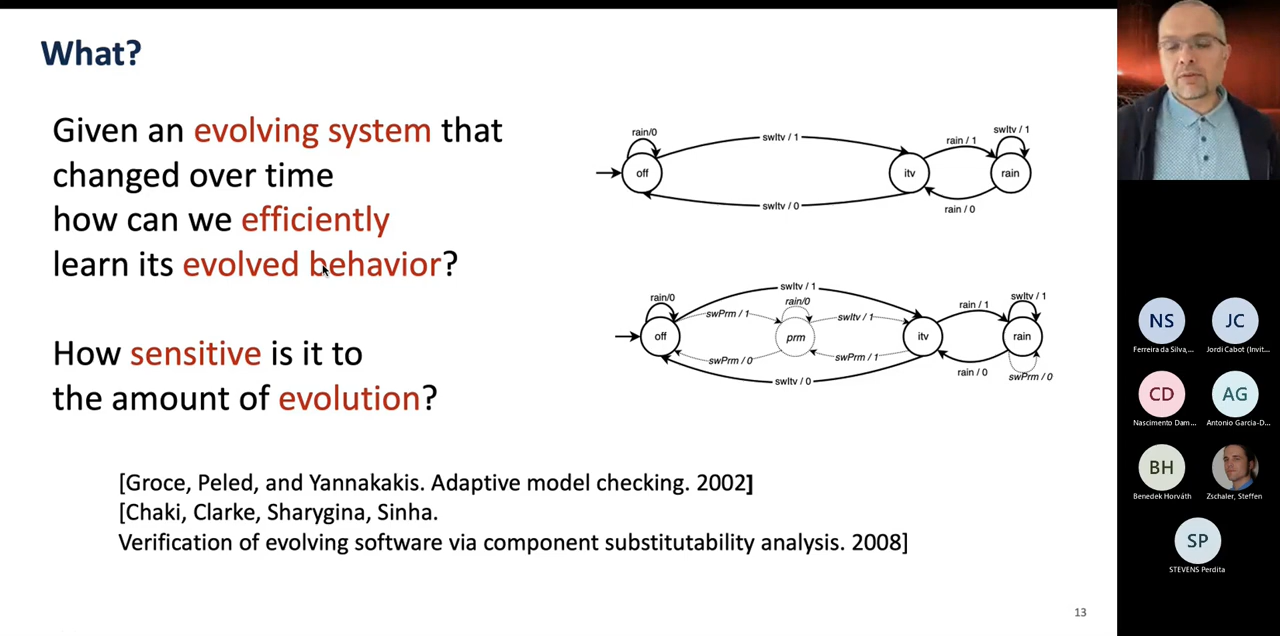 What?
Given an evolving system that
changed over time
how can we efficiently
learn its evolved behavior?
How sensitive is it to
the amount of evolution?
[Groce, Peled, and Yannakakis. Adaptive model checking. 2002]
[Chaki, Clarke, Sharygina, Sinha.
Verification of evolving software via component substitutability analysis. 2008]
rain/0
swItv / 1
rain / 1
swItv / 1
off
itv
rain
swItv / 0
rain / 0
swItv / 1
rain/0
rain/0
swPrm / 1
swItv / 1
rain / 1
swItv / 1
off
prm
itv
rain
swPrm / 0
swPrm / 1
rain / 0
swPrm / 0
swItv / 0
13
NS
JC
Ferreira da Silva,...
Jordi Cabot (Invit...
CD
AG
Nascimento Dam...
Antonio Garcia-D...
BH
Benedek Horváth
Zschaler, Steffen
SP
STEVENS Perdita